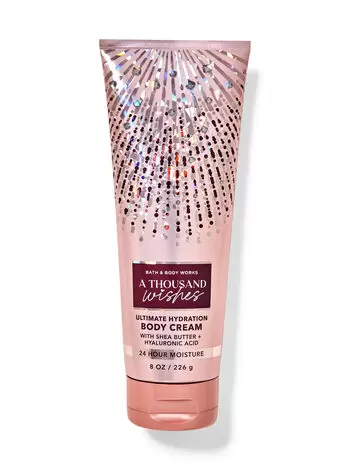 BATH & BODY WORKS
A THOUSAND
wishes
ULTIMATE HYDRATION
BODY CREAM
WITH SHEA BUTTER +
HYALURONIC ACID
24 HOUR MOISTURE
8 OZ / 226 g